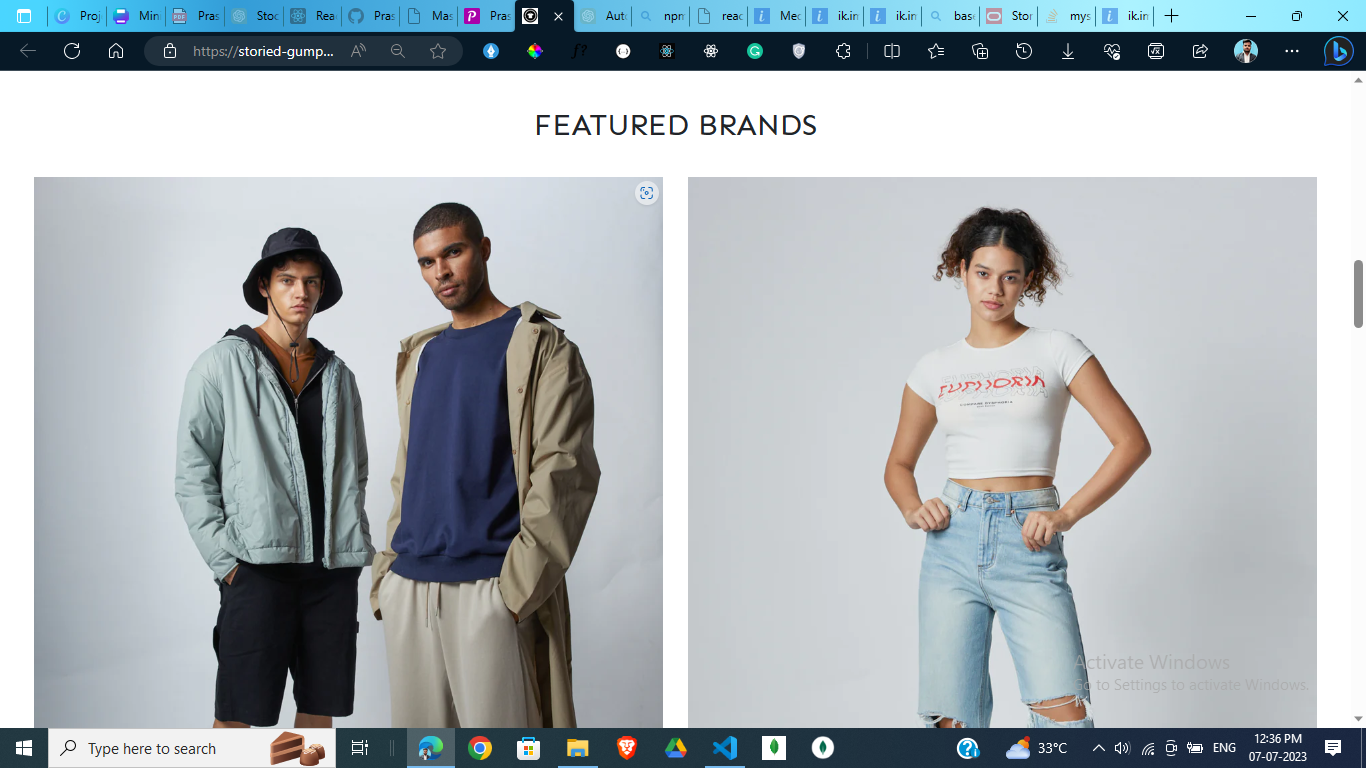 Proj
Min
Pras
Stoc
Rea
Pras
Mas
Pras
Auto
npm
reac
Med
ik.in
ik.in
base
Stor
mys
ik.in
https://storied-gump...
FEATURED BRANDS
EUPHORIA
Activate Windows
Go to Settings to activate Windows.
Type here to search
33°C
ENG
12:36 PM
07-07-2023